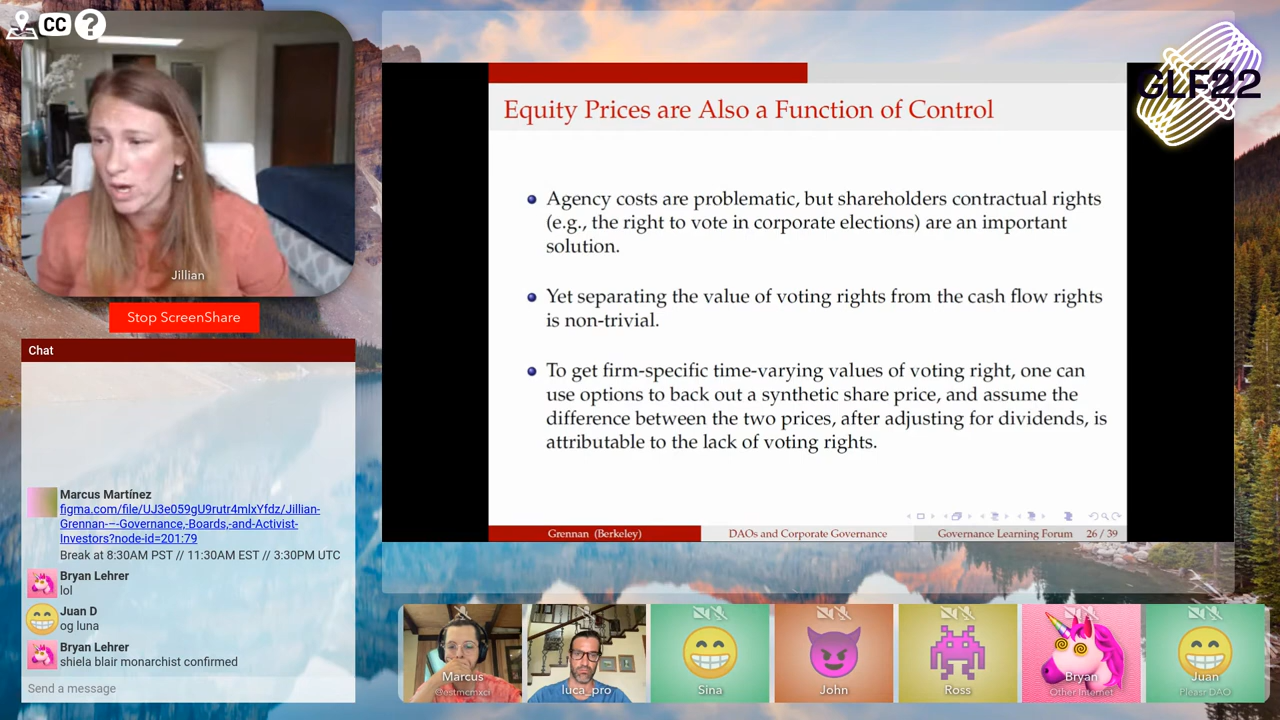 CC
?
GLF22
Jillian
Stop ScreenShare
Chat
Marcus Martínez
figma.com/file/UJ3e059gU9rutr4mlxYfdz/Jillian-
Grennan-–-Governance,-Boards,-and-Activist-
Investors?node-id=201:79
Break at 8:30AM PST // 11:30AM EST // 3:30PM UTC
Bryan Lehrer
lol
Juan D
og luna
Bryan Lehrer
shiela blair monarchist confirmed
Send a message
Equity Prices are Also a Function of Control
Agency costs are problematic, but shareholders contractual rights
(e.g., the right to vote in corporate elections) are an important
solution.
Yet separating the value of voting rights from the cash flow rights
is non-trivial.
To get firm-specific time-varying values of voting right, one can
use options to back out a synthetic share price, and assume the
difference between the two prices, after adjusting for dividends, is
attributable to the lack of voting rights.
Grennan (Berkeley) DAOs and Corporate Governance Governance Learning Forum 26 / 39
Marcus
@estmcmxci
luca_pro
Sina
John
Ross
Bryan
Other Internet
Juan
PleasrDAO